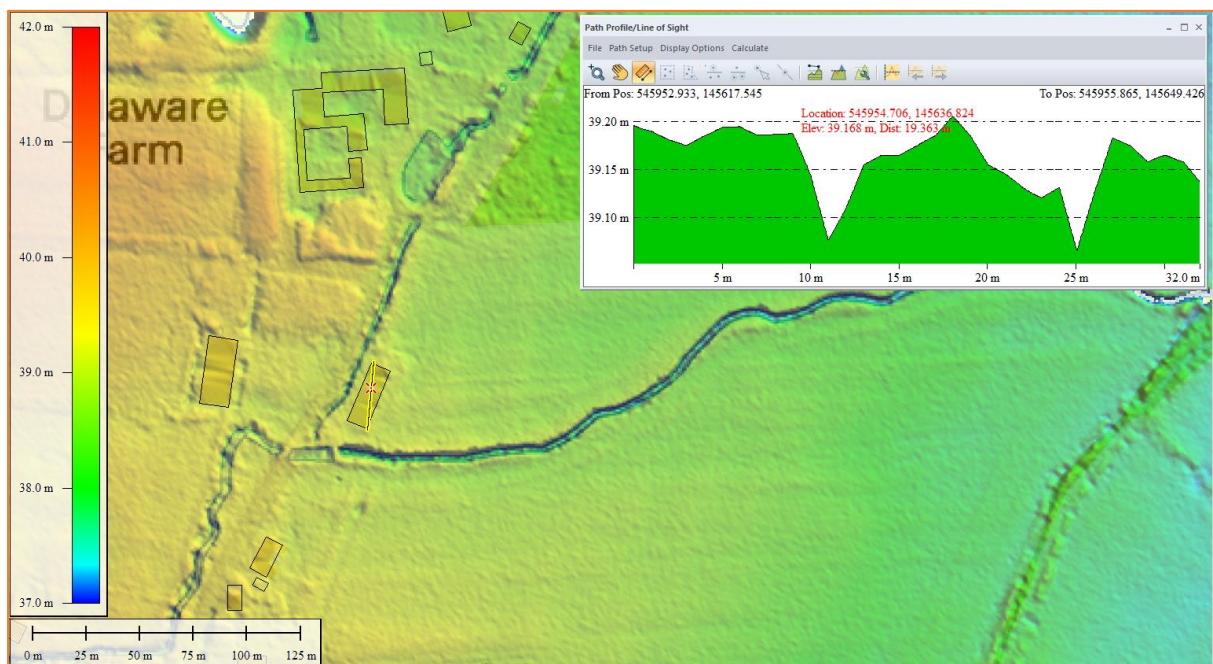 42.0 m
41.0 m
40.0 m
39.0 m
38.0 m
37.0 m
aware
arm
0 m 25 m 50 m 75 m 100 m 125 m
Path Profile/Line of Sight
File Path Setup Display Options Calculate
From Pos: 545952.933, 145617.545 To Pos: 545955.865, 145649.426
Location: 545954.706, 145636.824
Elev: 39.168 m, Dist: 19.363 m
39.20 m
39.15 m
39.10 m
5 m 10 m 15 m 20 m 25 m 32.0 m